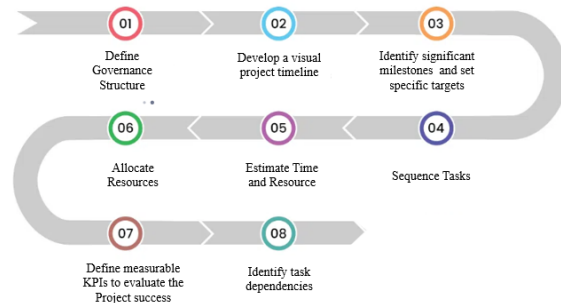 01
02
03
Define
Governance
Structure
Develop a visual
project timeline
Identify significant
milestones and set
specific targets
06
05
04
Allocate
Resources
Estimate Time
and Resource
Sequence Tasks
07
08
Define measurable
KPIs to evaluate the
Project success
Identify task
dependencies